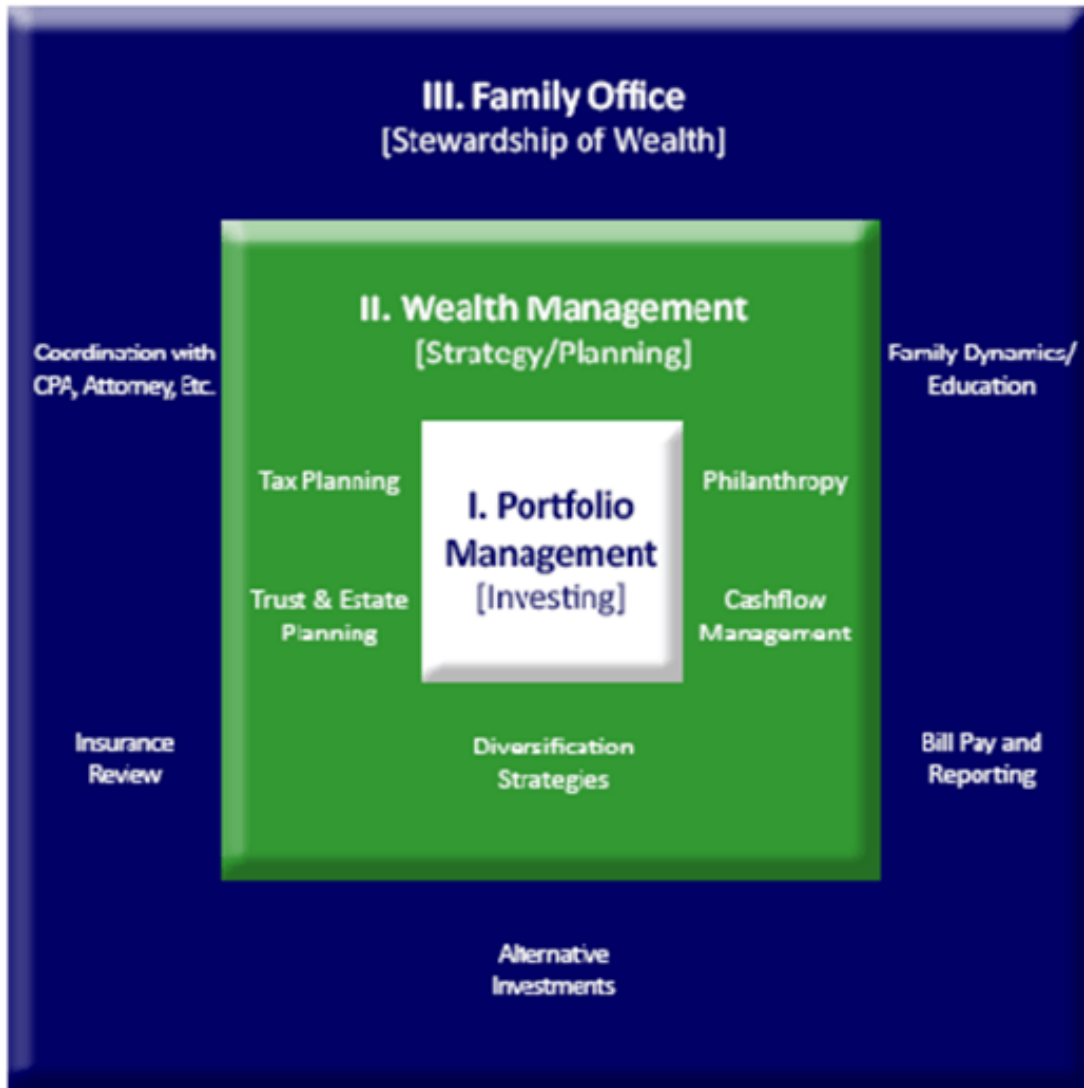 III. Family Office
[Stewardship of Wealth]
II. Wealth Management
[Strategy/Planning]
Coordination with
CPA, Attorney, Etc.
Family Dynamics/
Education
Tax Planning
Philanthropy
I. Portfolio
Management
[Investing]
Trust & Estate
Planning
Cashflow
Management
Insurance
Review
Diversification
Strategies
Bill Pay and
Reporting
Alternative
Investments